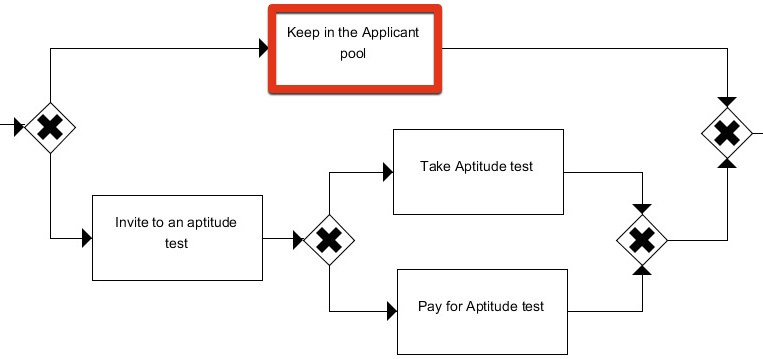 Keep in the Applicant
pool
Take Aptitude test
Invite to an aptitude
test
Pay for Aptitude test